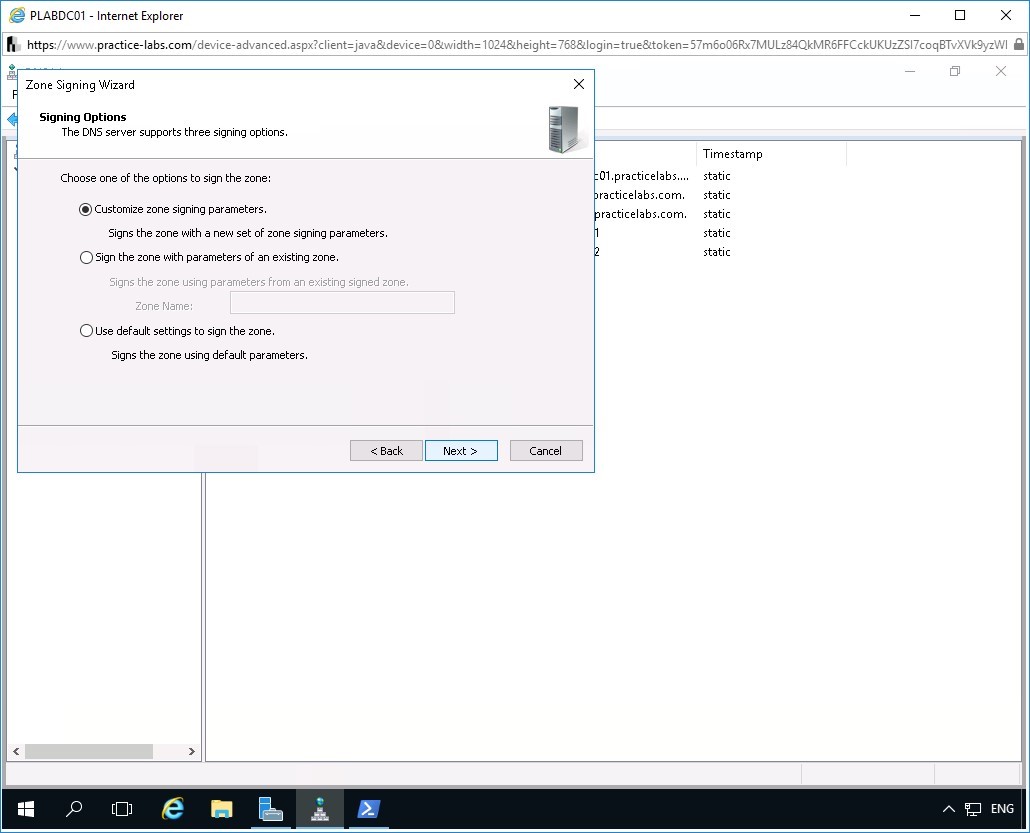 PLABDC01 - Internet Explorer
https://www.practice-labs.com/device-advanced.aspx?client=java&device=0&width=1024&height=768&login=true&token=57m6o06Rx7MULz84QkMR6FFCckUKUzZSI7coqBTvXVk9yzWI
Zone Signing Wizard
Signing Options
The DNS server supports three signing options.
Timestamp
Choose one of the options to sign the zone:
c01.practicelabs.... static
practicelabs.com. static
Customize zone signing parameters.
practicelabs.com. static
Signs the zone with a new set of zone signing parameters.
1 static
Sign the zone with parameters of an existing zone.
2 static
Signs the zone using parameters from an existing signed zone.
Zone Name:
Use default settings to sign the zone.
Signs the zone using default parameters.
< Back Next > Cancel
ENG